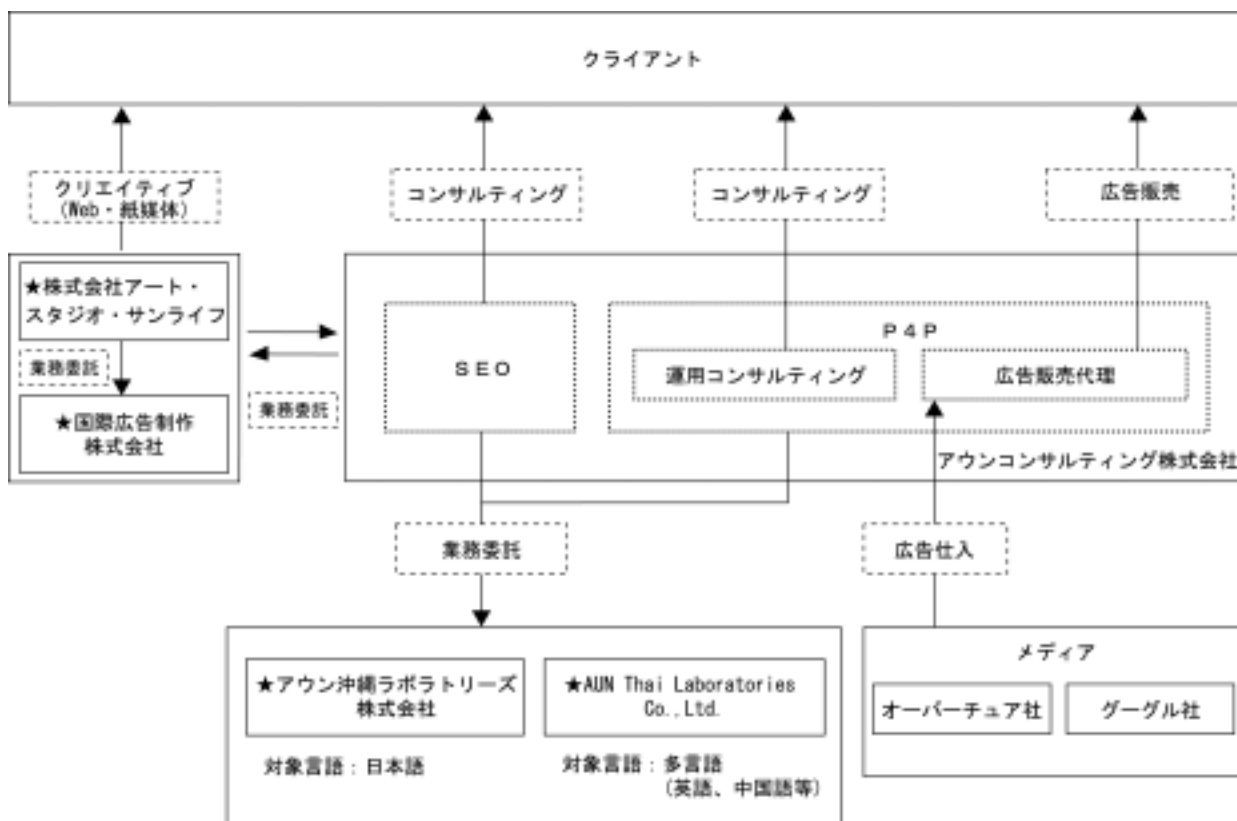 クライアント
クリエイティブ
(Web・紙媒体)
コンサルティング
コンサルティング
広告販売
★株式会社アート・
スタジオ・サンライフ
業務委託
★国際広告制作
株式会社
業務委託
SEO
P4P
運用コンサルティング
広告販売代理
アウンコンサルティング株式会社
業務委託
広告仕入
★アウン沖縄ラボラトリーズ
株式会社
対象言語:日本語
★AUN Thai Laboratories
Co.,Ltd.
対象言語:多言語
(英語、中国語等)
メディア
オーバーチュア社
グーグル社